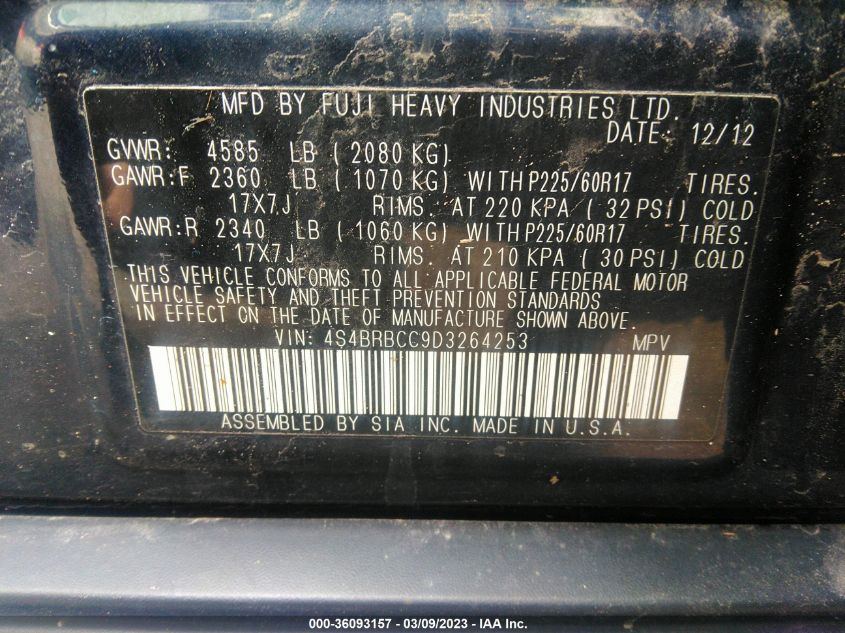 MFD BY FUJI HEAVY INDUSTRIES LTD.
DATE: 12/12
GVWR: 4585 LB ( 2080 KG)
GAWR:F 2360 LB ( 1070 KG) WITH P225/60R17 TIRES.
17X7J RIMS. AT 220 KPA ( 32 PSI) COLD
GAWR:R 2340 LB ( 1060 KG) WITH P225/60R17 TIRES.
17X7J RIMS. AT 210 KPA ( 30 PSI) COLD
THIS VEHICLE CONFORMS TO ALL APPLICABLE FEDERAL MOTOR
VEHICLE SAFETY AND THEFT PREVENTION STANDARDS
IN EFFECT ON THE DATE OF MANUFACTURE SHOWN ABOVE.
VIN: 4S4BRBCC9D3264253 MPV
ASSEMBLED BY SIA INC. MADE IN U.S.A.
000-36093157 - 03/09/2023 - IAA Inc.